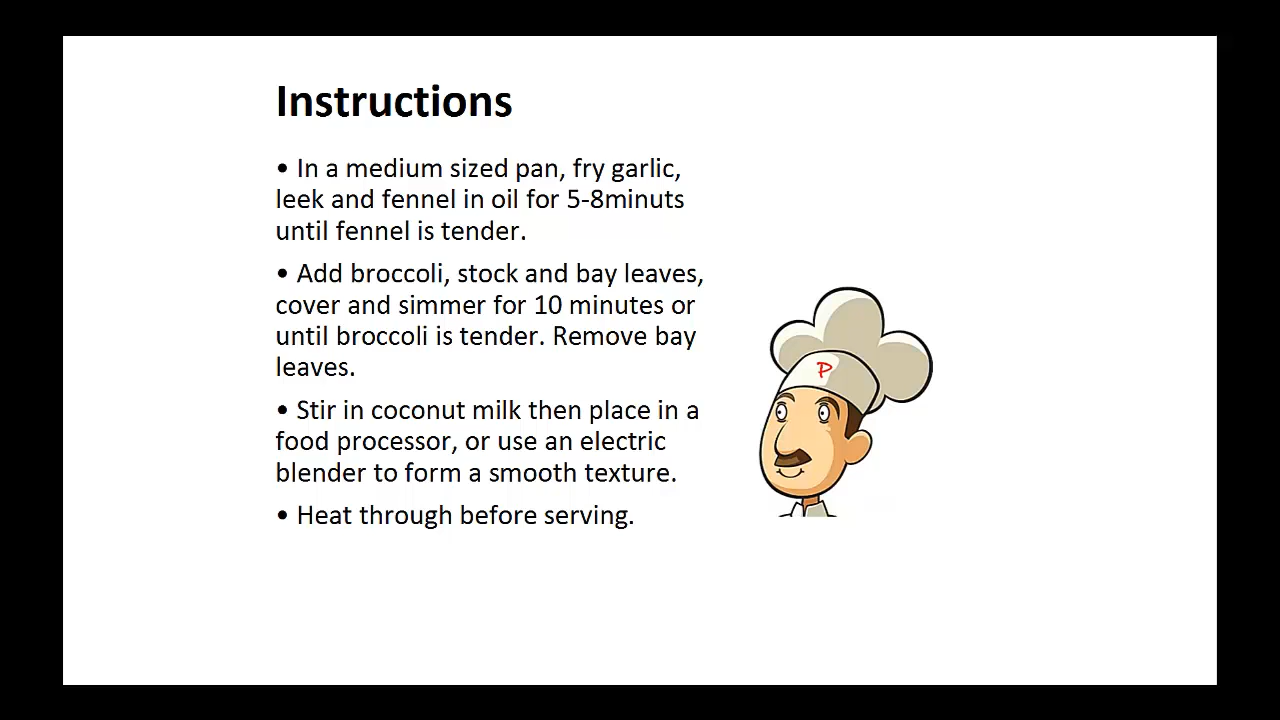 Instructions
• In a medium sized pan, fry garlic,
leek and fennel in oil for 5-8minuts
until fennel is tender.
• Add broccoli, stock and bay leaves,
cover and simmer for 10 minutes or
until broccoli is tender. Remove bay
leaves.
• Stir in coconut milk then place in a
food processor, or use an electric
blender to form a smooth texture.
• Heat through before serving.
P